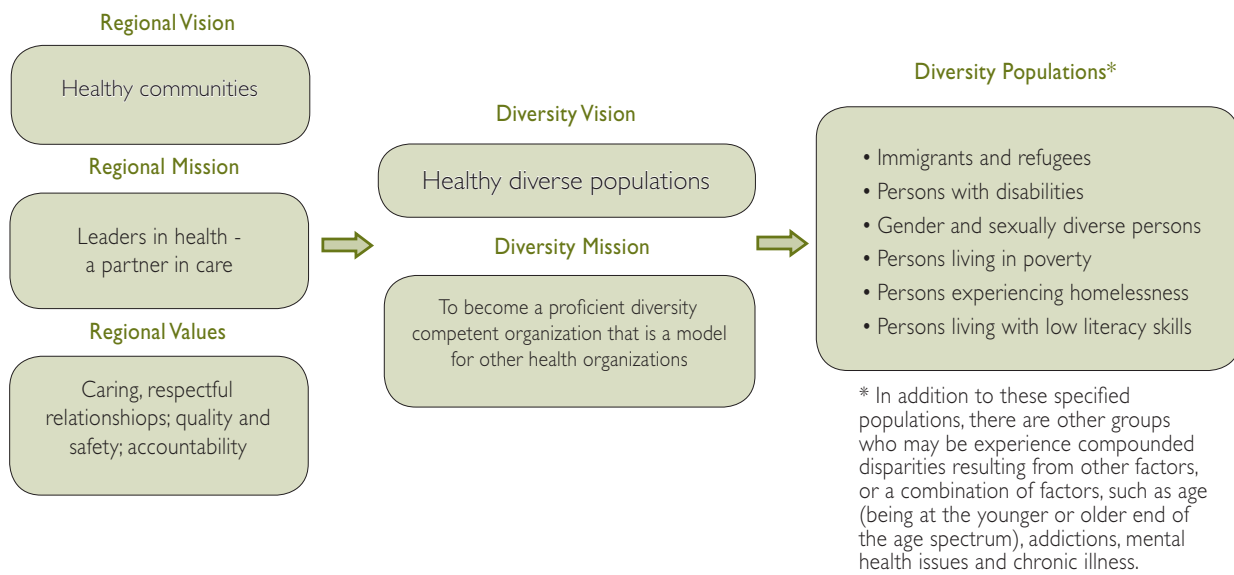 Regional Vision
Healthy communities
Regional Mission
Leaders in health -
a partner in care
Regional Values
Caring, respectful
relationshiops; quality and
safety; accountability
Diversity Vision
Healthy diverse populations
Diversity Mission
To become a proficient diversity
competent organization that is a model
for other health organizations
Diversity Populations*
• Immigrants and refugees
• Persons with disabilities
• Gender and sexually diverse persons
• Persons living in poverty
• Persons experiencing homelessness
• Persons living with low literacy skills
* In addition to these specified
populations, there are other groups
who may be experience compounded
disparities resulting from other factors,
or a combination of factors, such as age
(being at the younger or older end of
the age spectrum), addictions, mental
health issues and chronic illness.